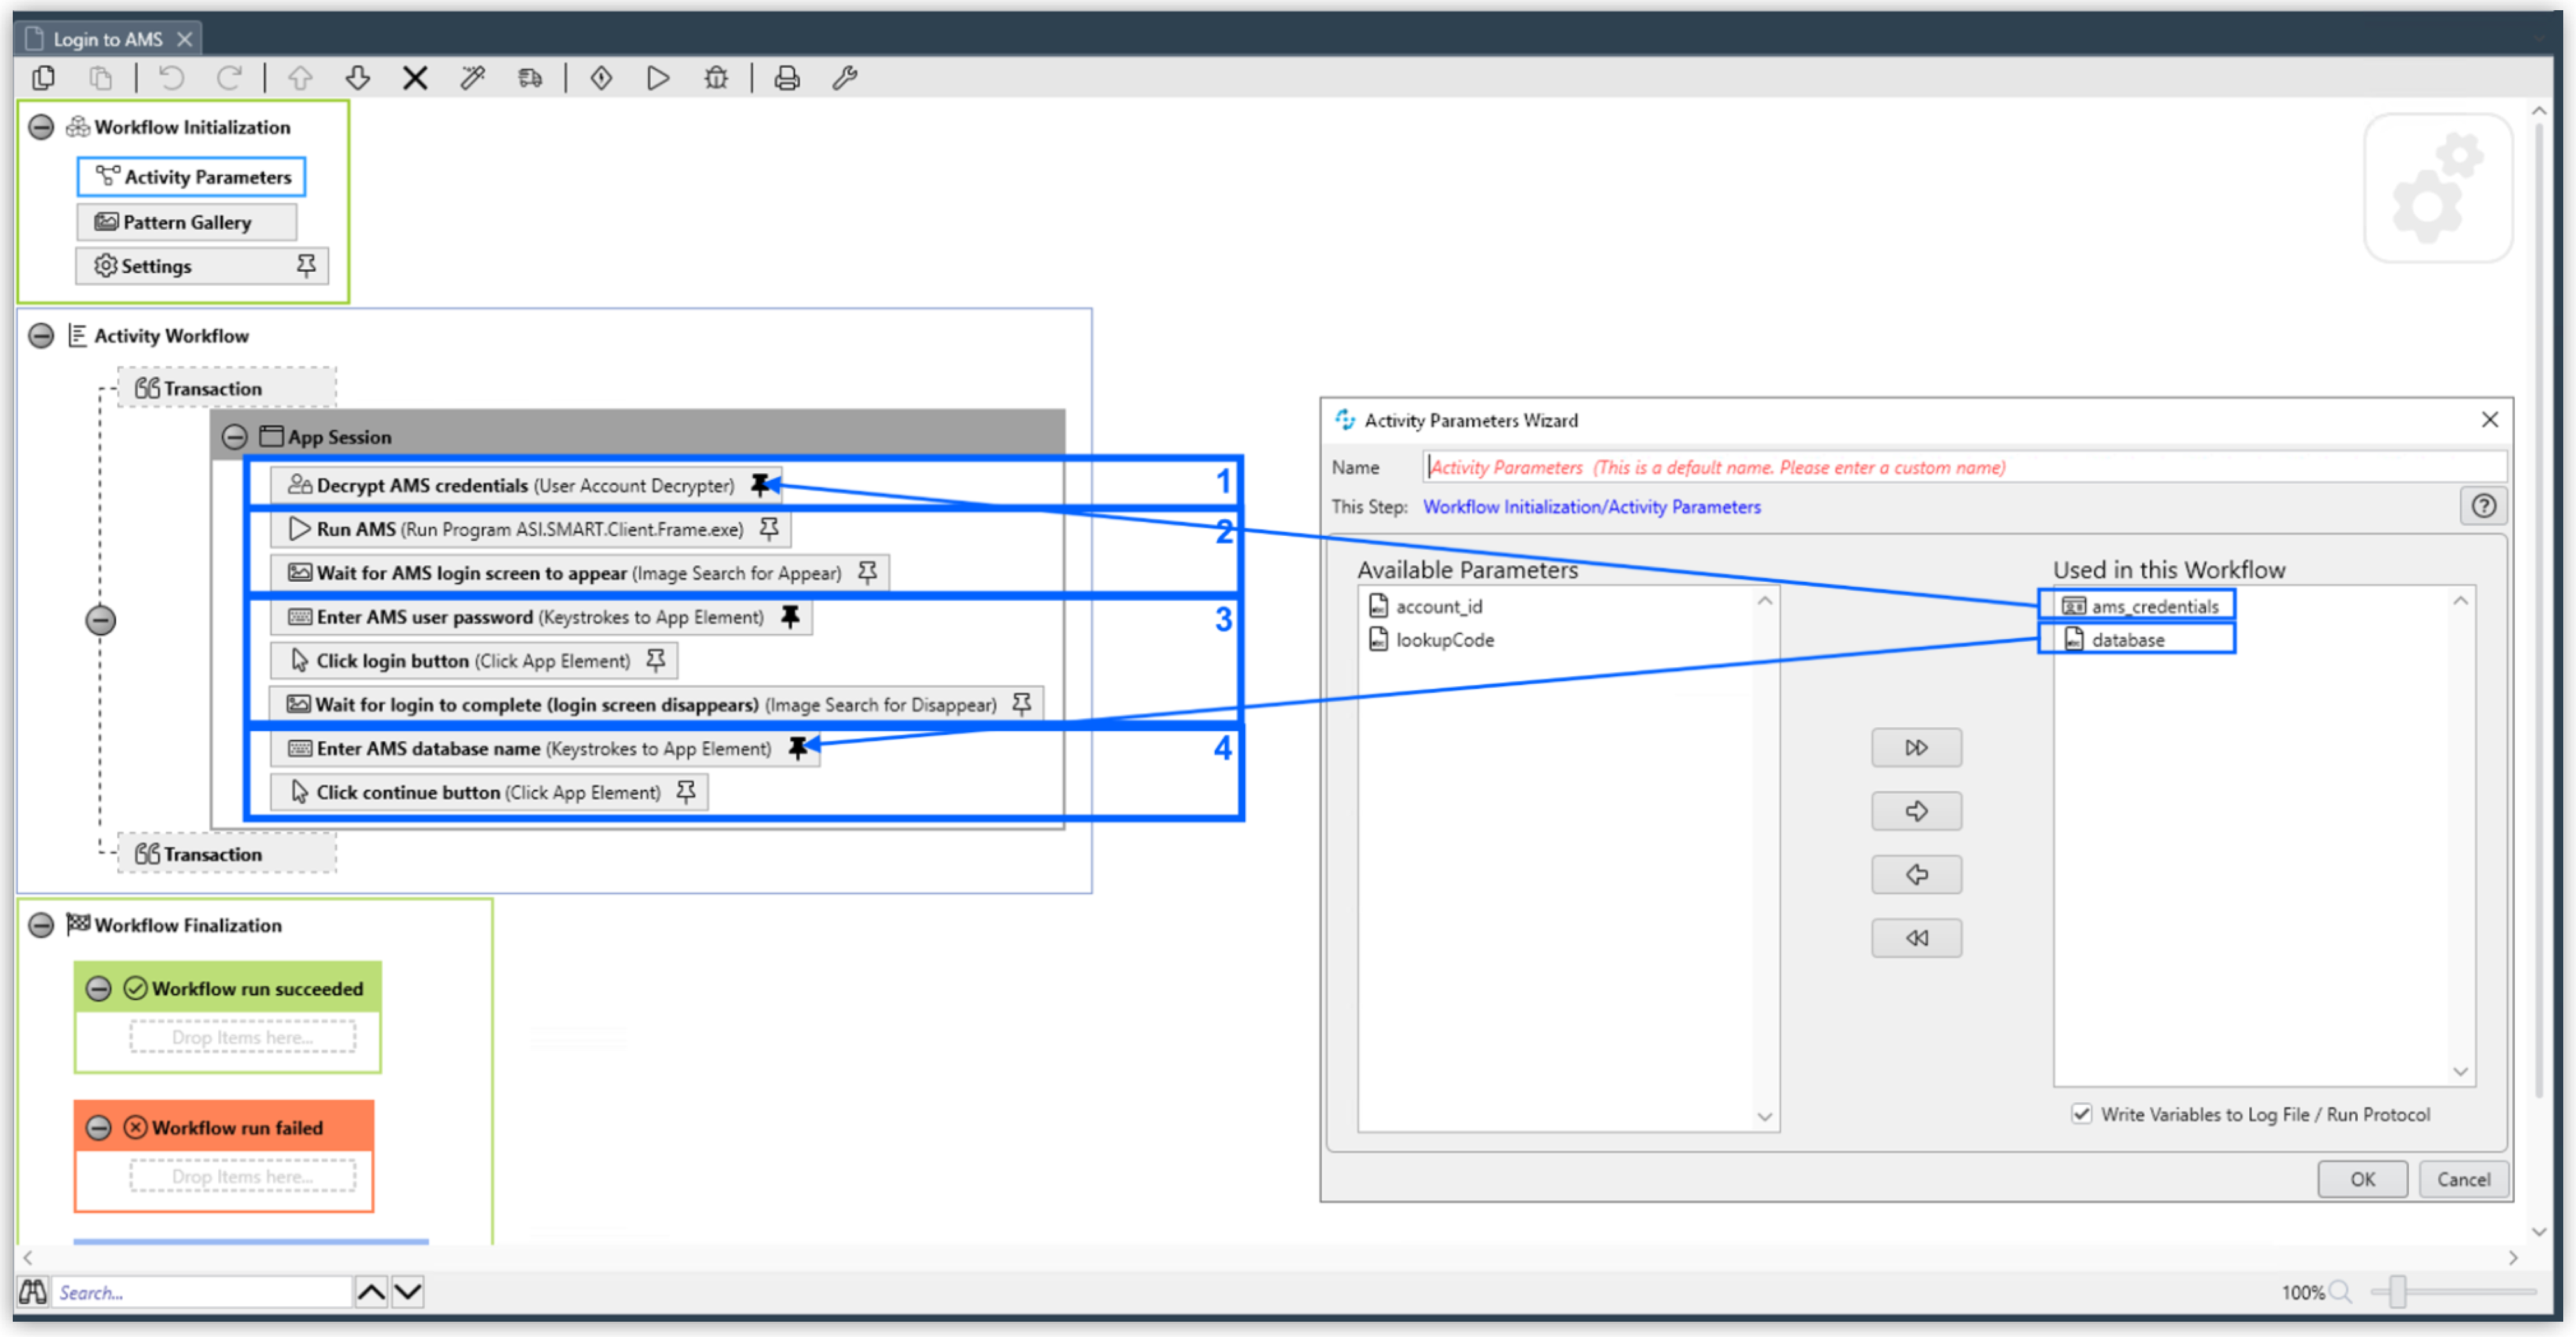 Login to AMS
Workflow Initialization
Activity Parameters
Pattern Gallery
Settings
Activity Workflow
Transaction
App Session
Decrypt AMS credentials (User Account Decrypter)
1
Run AMS (Run Program ASI.SMART.Client.Frame.exe)
2
Wait for AMS login screen to appear (Image Search for Appear)
Enter AMS user password (Keystrokes to App Element)
3
Click login button (Click App Element)
Wait for login to complete (login screen disappears) (Image Search for Disappear)
Enter AMS database name (Keystrokes to App Element)
4
Click continue button (Click App Element)
Transaction
Workflow Finalization
Workflow run succeeded
Drop Items here...
Workflow run failed
Drop Items here...
Activity Parameters Wizard
Name
Activity Parameters (This is a default name. Please enter a custom name)
This Step: Workflow Initialization/Activity Parameters
Available Parameters
account_id
lookupCode
Used in this Workflow
ams_credentials
database
Write Variables to Log File / Run Protocol
OK
Cancel
Search...
100%